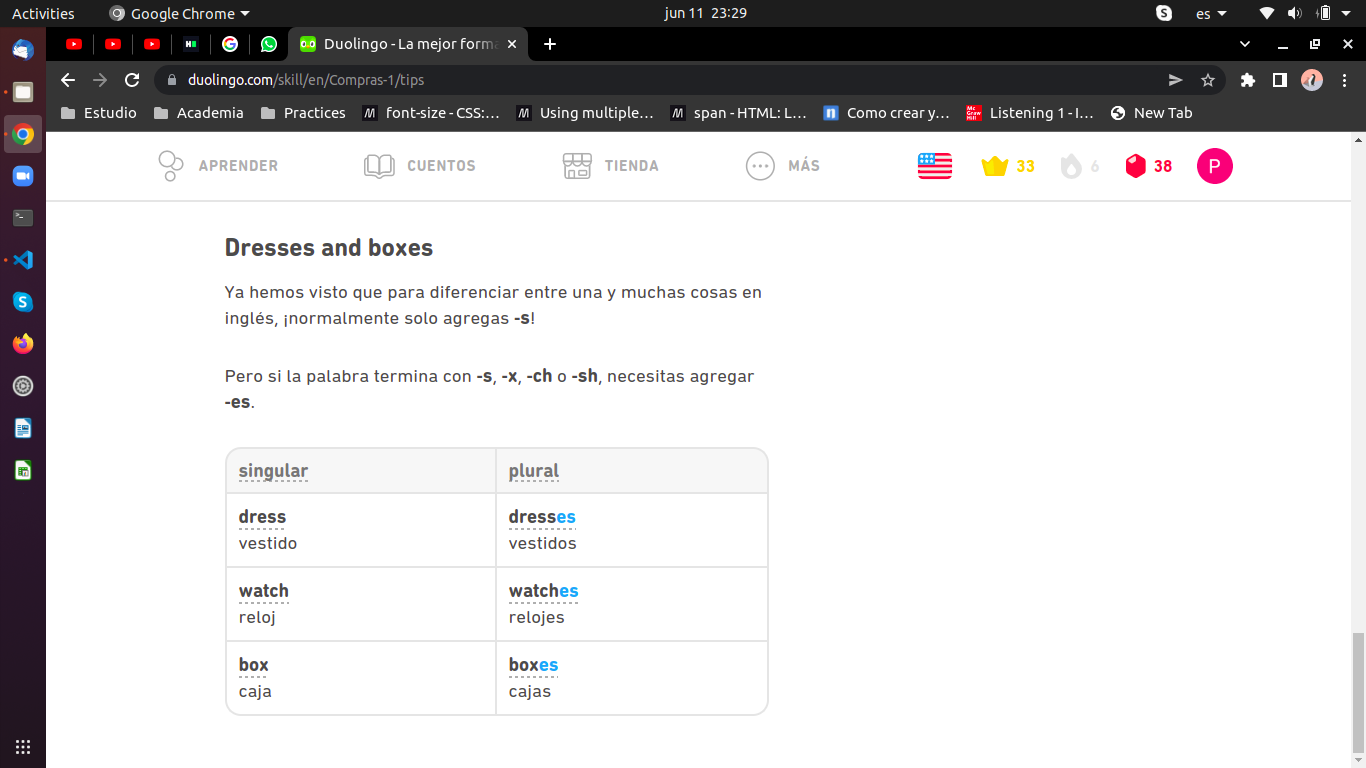 Activities
Google Chrome
jun 11 23:29
S
es
Duolingo - La mejor forma
duolingo.com/skill/en/Compras-1/tips
Estudio
Academia
Practices
font-size - CSS:...
Using multiple...
span - HTML: L...
Como crear y...
Listening 1 - I...
New Tab
APRENDER
CUENTOS
TIENDA
MÁS
33
6
38
P
Dresses and boxes
Ya hemos visto que para diferenciar entre una y muchas cosas en
inglés, ¡normalmente solo agregas -s!
Pero si la palabra termina con -s, -x, -ch o -sh, necesitas agregar
-es.
singular plural
dress dresses
vestido vestidos
watch watches
reloj relojes
box boxes
caja cajas